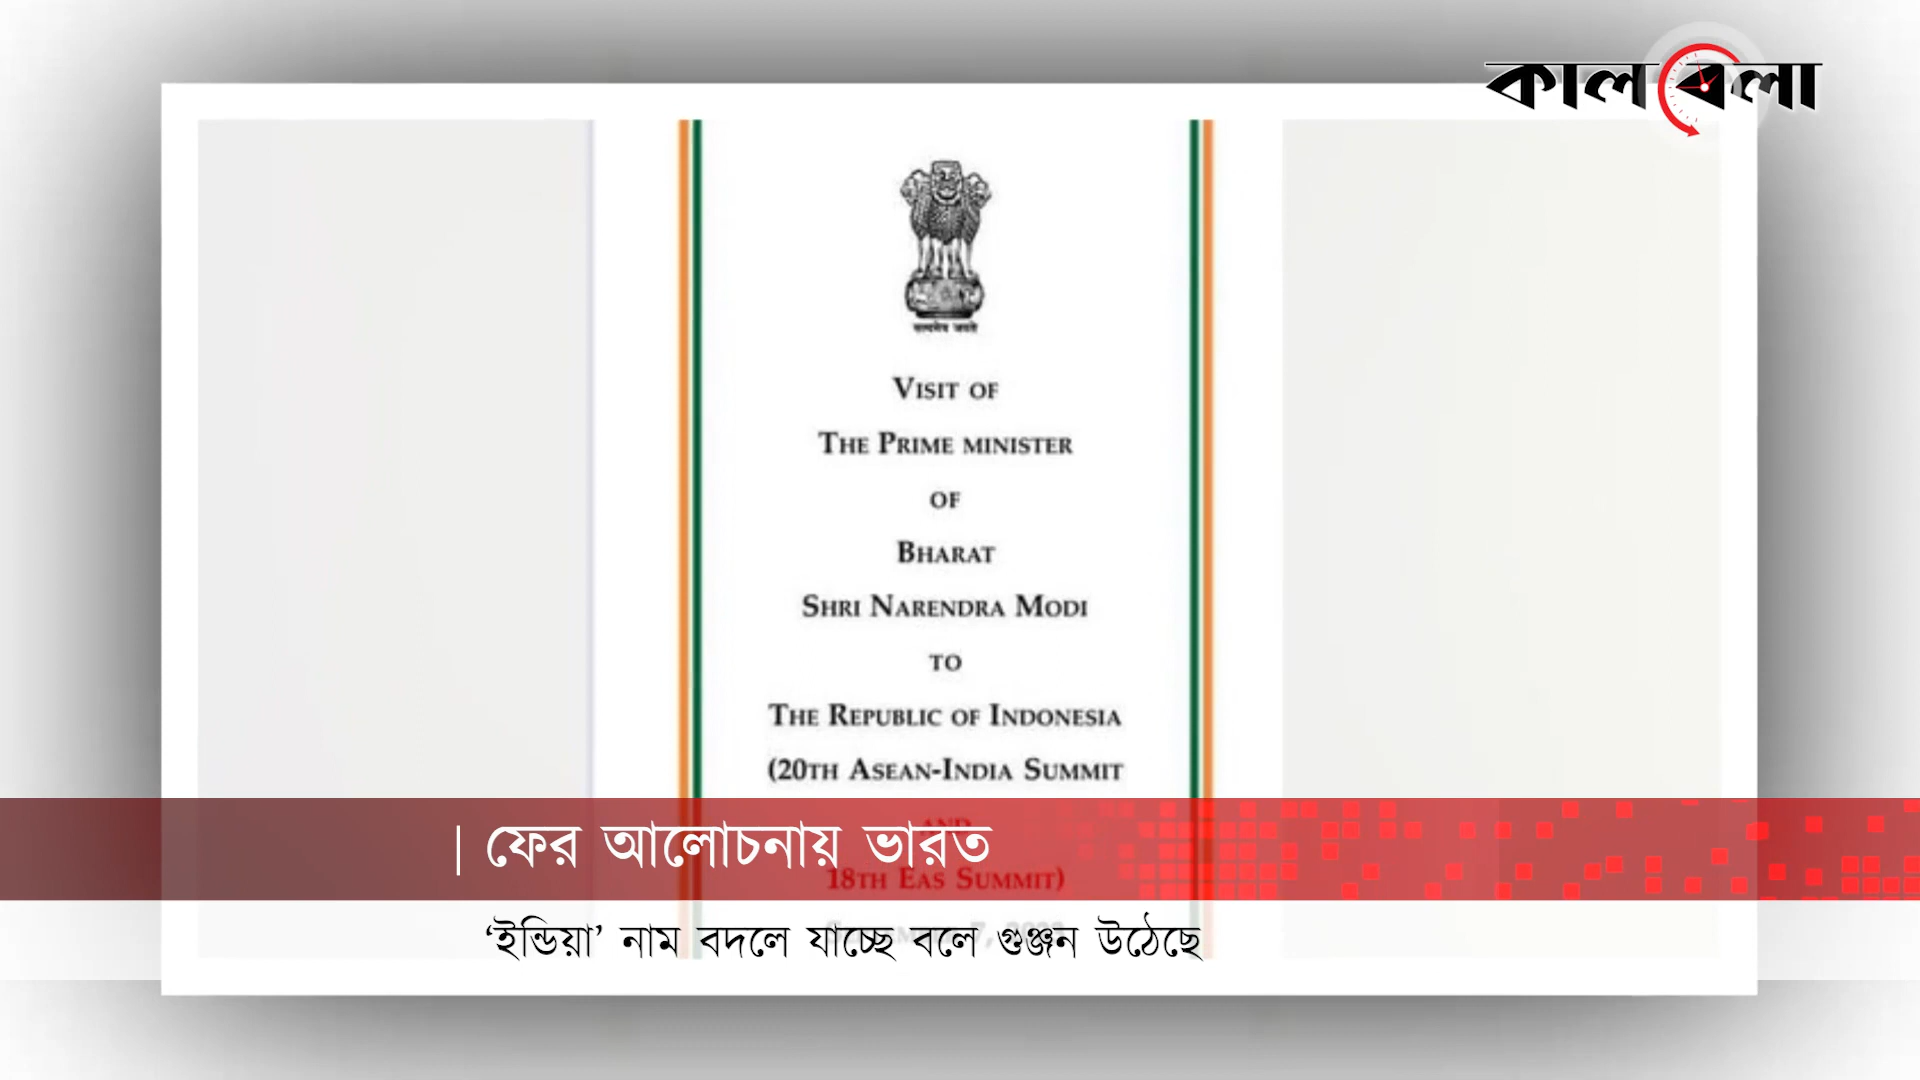 কালবেলা
सत्यमेव जयते
VISIT OF
THE PRIME MINISTER
OF
BHARAT
SHRI NARENDRA MODI
TO
THE REPUBLIC OF INDONESIA
(20TH ASEAN-INDIA SUMMIT
AND
18TH EAS SUMMIT)
| ফের আলোচনায় ভারত
‘ইন্ডিয়া’ নাম বদলে যাচ্ছে বলে গুঞ্জন উঠেছে